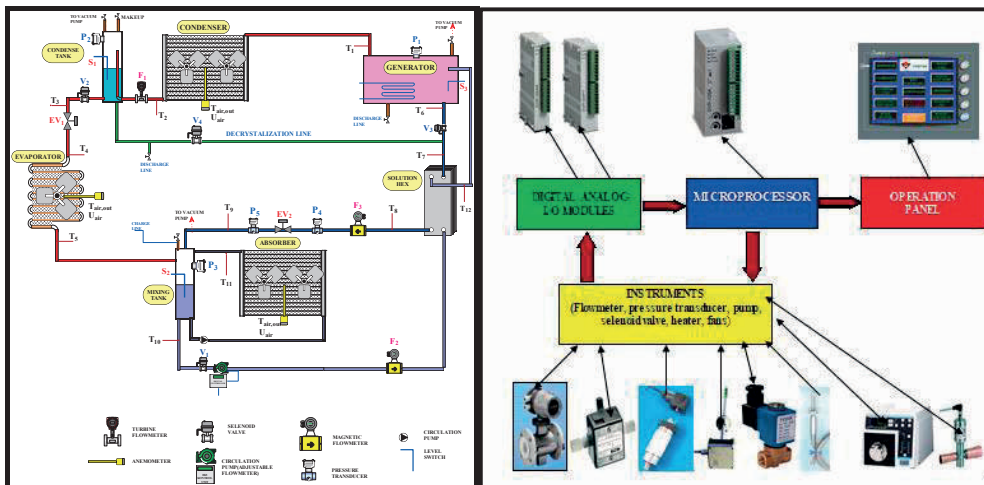 TO VACUUM
PUMP
MAKEUP
P2
CONDENSE
TANK
S1
CONDENSER
T1
P1
TO VACUUM
PUMP
GENERATOR
S3
V2
F1
T3
T2
Tair,out
Uair
DISCHARGE
LINE
T6
EV1
V4
DECRYSTALIZATION LINE
V3
T4
DISCHARGE
LINE
T7
EVAPORATOR
SOLUTION
HEX
Tair,out
Uair
TO VACUUM
PUMP
T9
P5
EV2
P4
F3
T8
T12
CHARGE
LINE
T5
ABSORBER
S2
P3
T11
MIXING
TANK
Tair,out
Uair
T10
V1
F2
TURBINE
FLOWMETER
SELENOID
VALVE
MAGNETIC
FLOWMETER
CIRCULATION
PUMP
LEVEL
SWITCH
ANEMOMETER
CIRCULATION
PUMP(ADJUSTABLE
FLOWMETER)
PRESSURE
TRANSDUCER
DIGITAL ANALOG-
I/O MODULES
MICROPROCESSOR
OPERATION
PANEL
INSTRUMENTS
(Flowmeter, pressure transducer, pump,
selenoid valve, heater, fans)